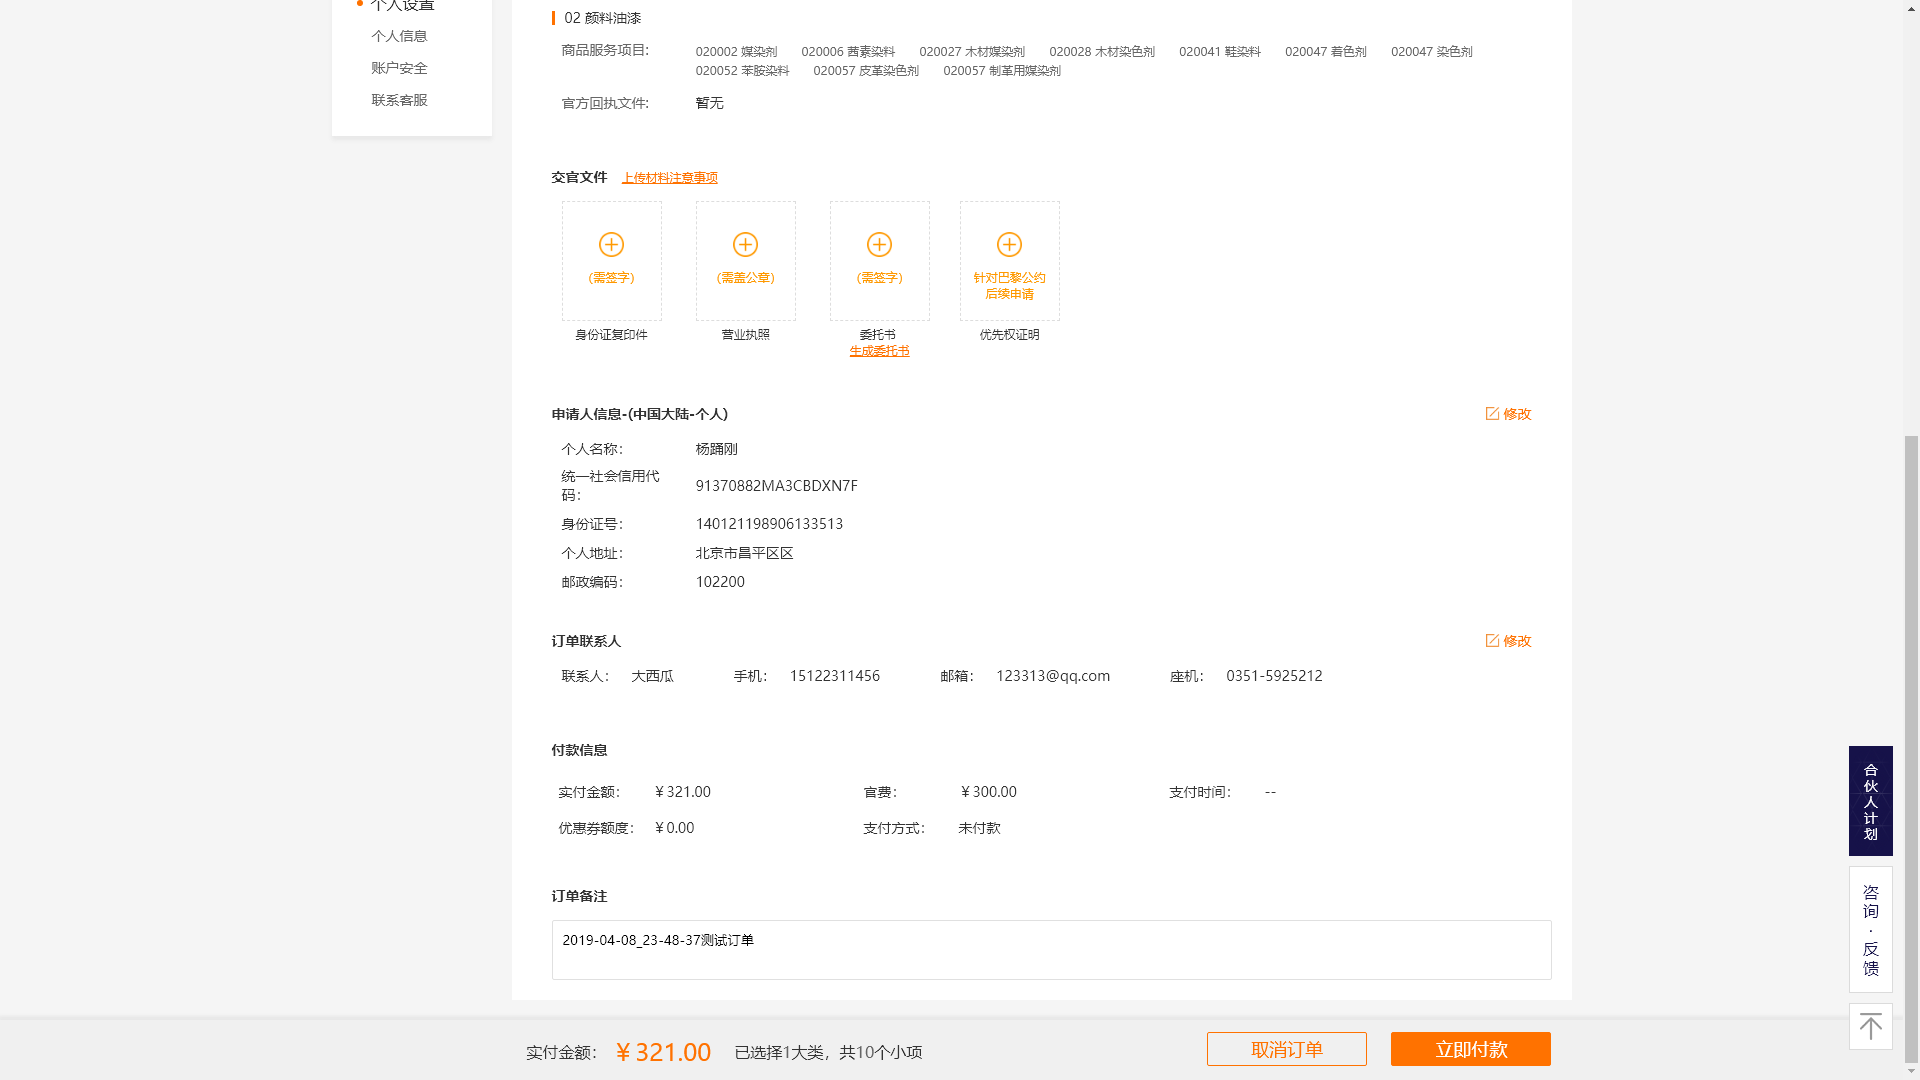 个人设置
个人信息
账户安全
联系客服
02 颜料油漆
商品服务项目:
020002 媒染剂 020006 茜素染料 020027 木材媒染剂 020028 木材染色剂 020041 鞋染料 020047 着色剂 020047 染色剂
020052 苯胺染料 020057 皮革染色剂 020057 制革用媒染剂
官方回执文件: 暂无
交官文件 上传材料注意事项
(需签字) (需盖公章) (需签字) 针对巴黎公约
后续申请
身份证复印件 营业执照 委托书 优先权证明
生成委托书
申请人信息-(中国大陆-个人) 修改
个人名称： 杨踊刚
统一社会信用代
码： 91370882MA3CBDXN7F
身份证号： 140121198906133513
个人地址： 北京市昌平区区
邮政编码： 102200
订单联系人 修改
联系人： 大西瓜 手机： 15122311456 邮箱： 123313@qq.com 座机： 0351-5925212
付款信息
实付金额： ￥321.00 官费： ￥300.00 支付时间： --
优惠券额度： ￥0.00 支付方式： 未付款
订单备注
2019-04-08_23-48-37测试订单
实付金额： ￥321.00 已选择1大类，共10个小项 取消订单 立即付款
合
伙
人
计
划
咨
询
·
反
馈